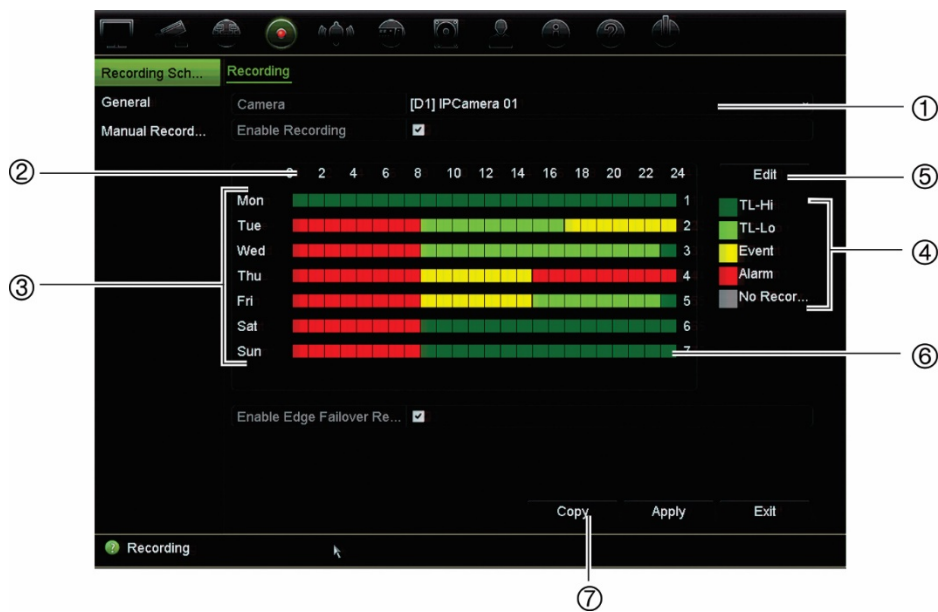 Recording Sch...
Recording
General
Camera
[D1] IPCamera 01
①
Manual Record...
Enable Recording
②
0 2 4 6 8 10 12 14 16 18 20 22 24
Edit
⑤
Mon 1
Tue 2
Wed 3
Thu 4
Fri 5
Sat 6
Sun 7
③
TL-Hi
TL-Lo
Event
Alarm
No Recor...
④
⑥
Enable Edge Failover Re...
Copy
Apply
Exit
? Recording
⑦